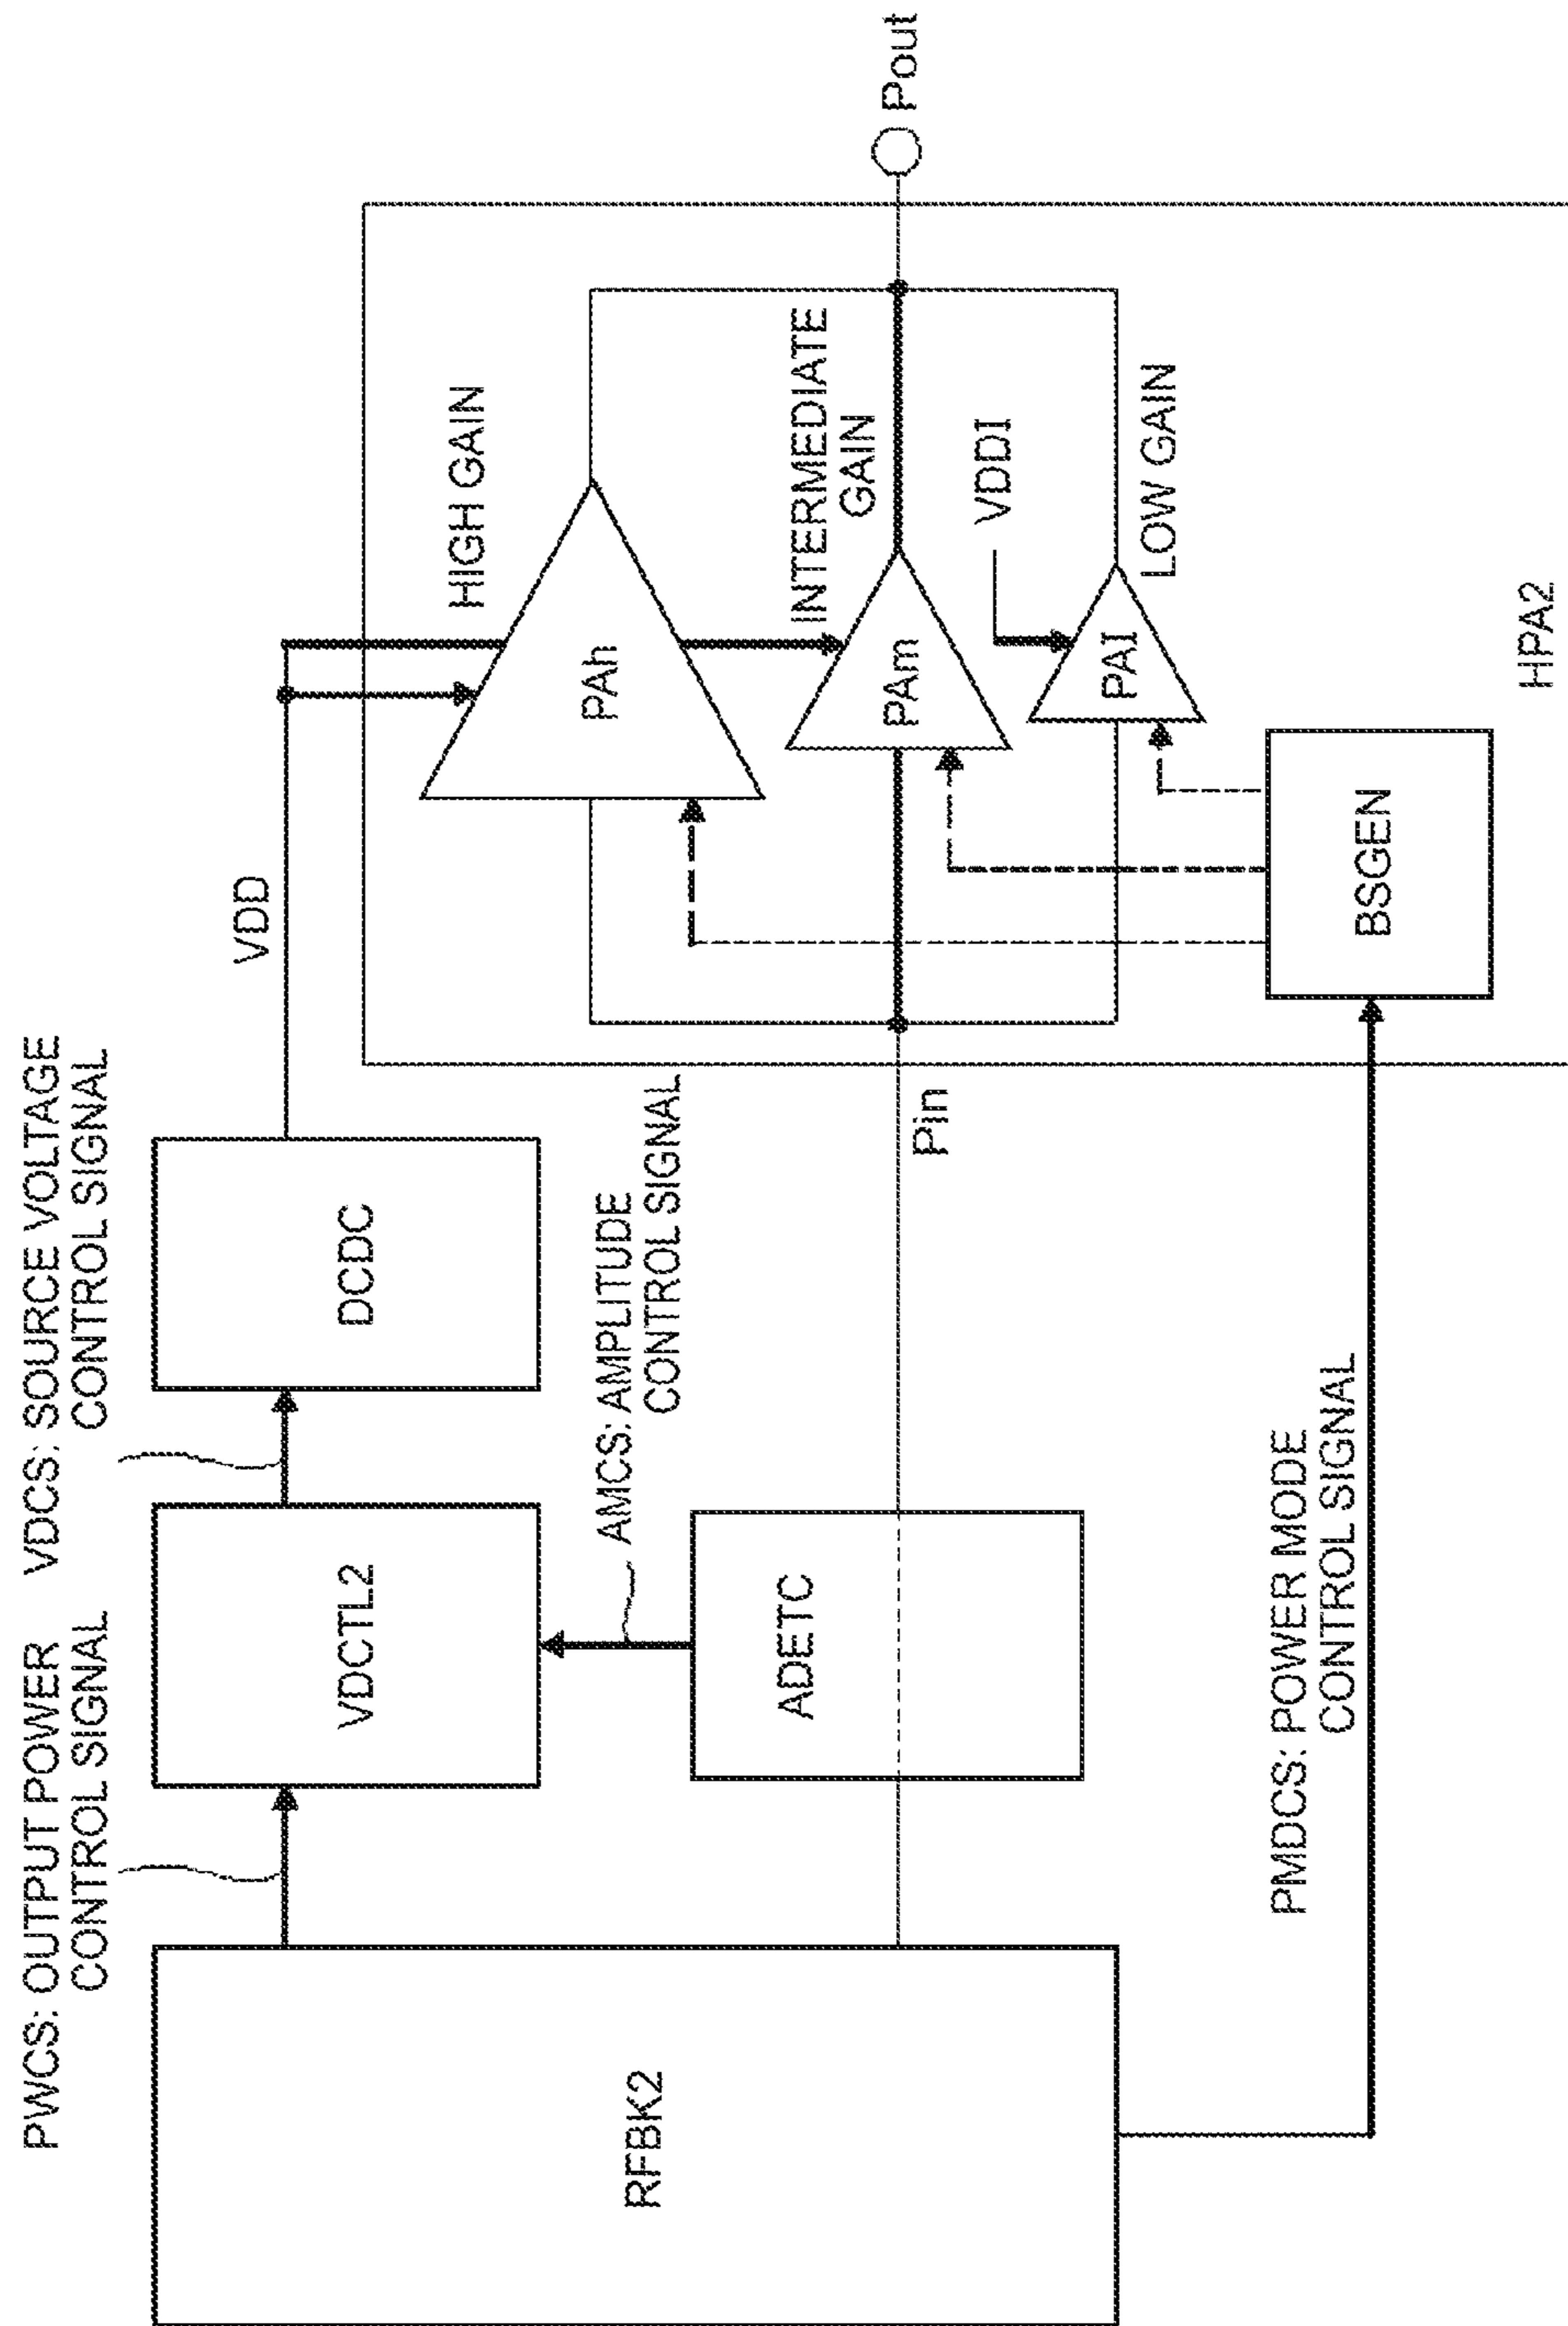 PWCS: OUTPUT POWER
CONTROL SIGNAL
VDCS: SOURCE VOLTAGE
CONTROL SIGNAL
RFBK2
VDCTL2
DCDC
VDD
AMCS: AMPLITUDE
CONTROL SIGNAL
ADETC
Pin
HIGH GAIN
PAh
INTERMEDIATE
GAIN
PAm
VDDI
PAI
LOW GAIN
Pout
PMDCS: POWER MODE
CONTROL SIGNAL
BSGEN
HPA2